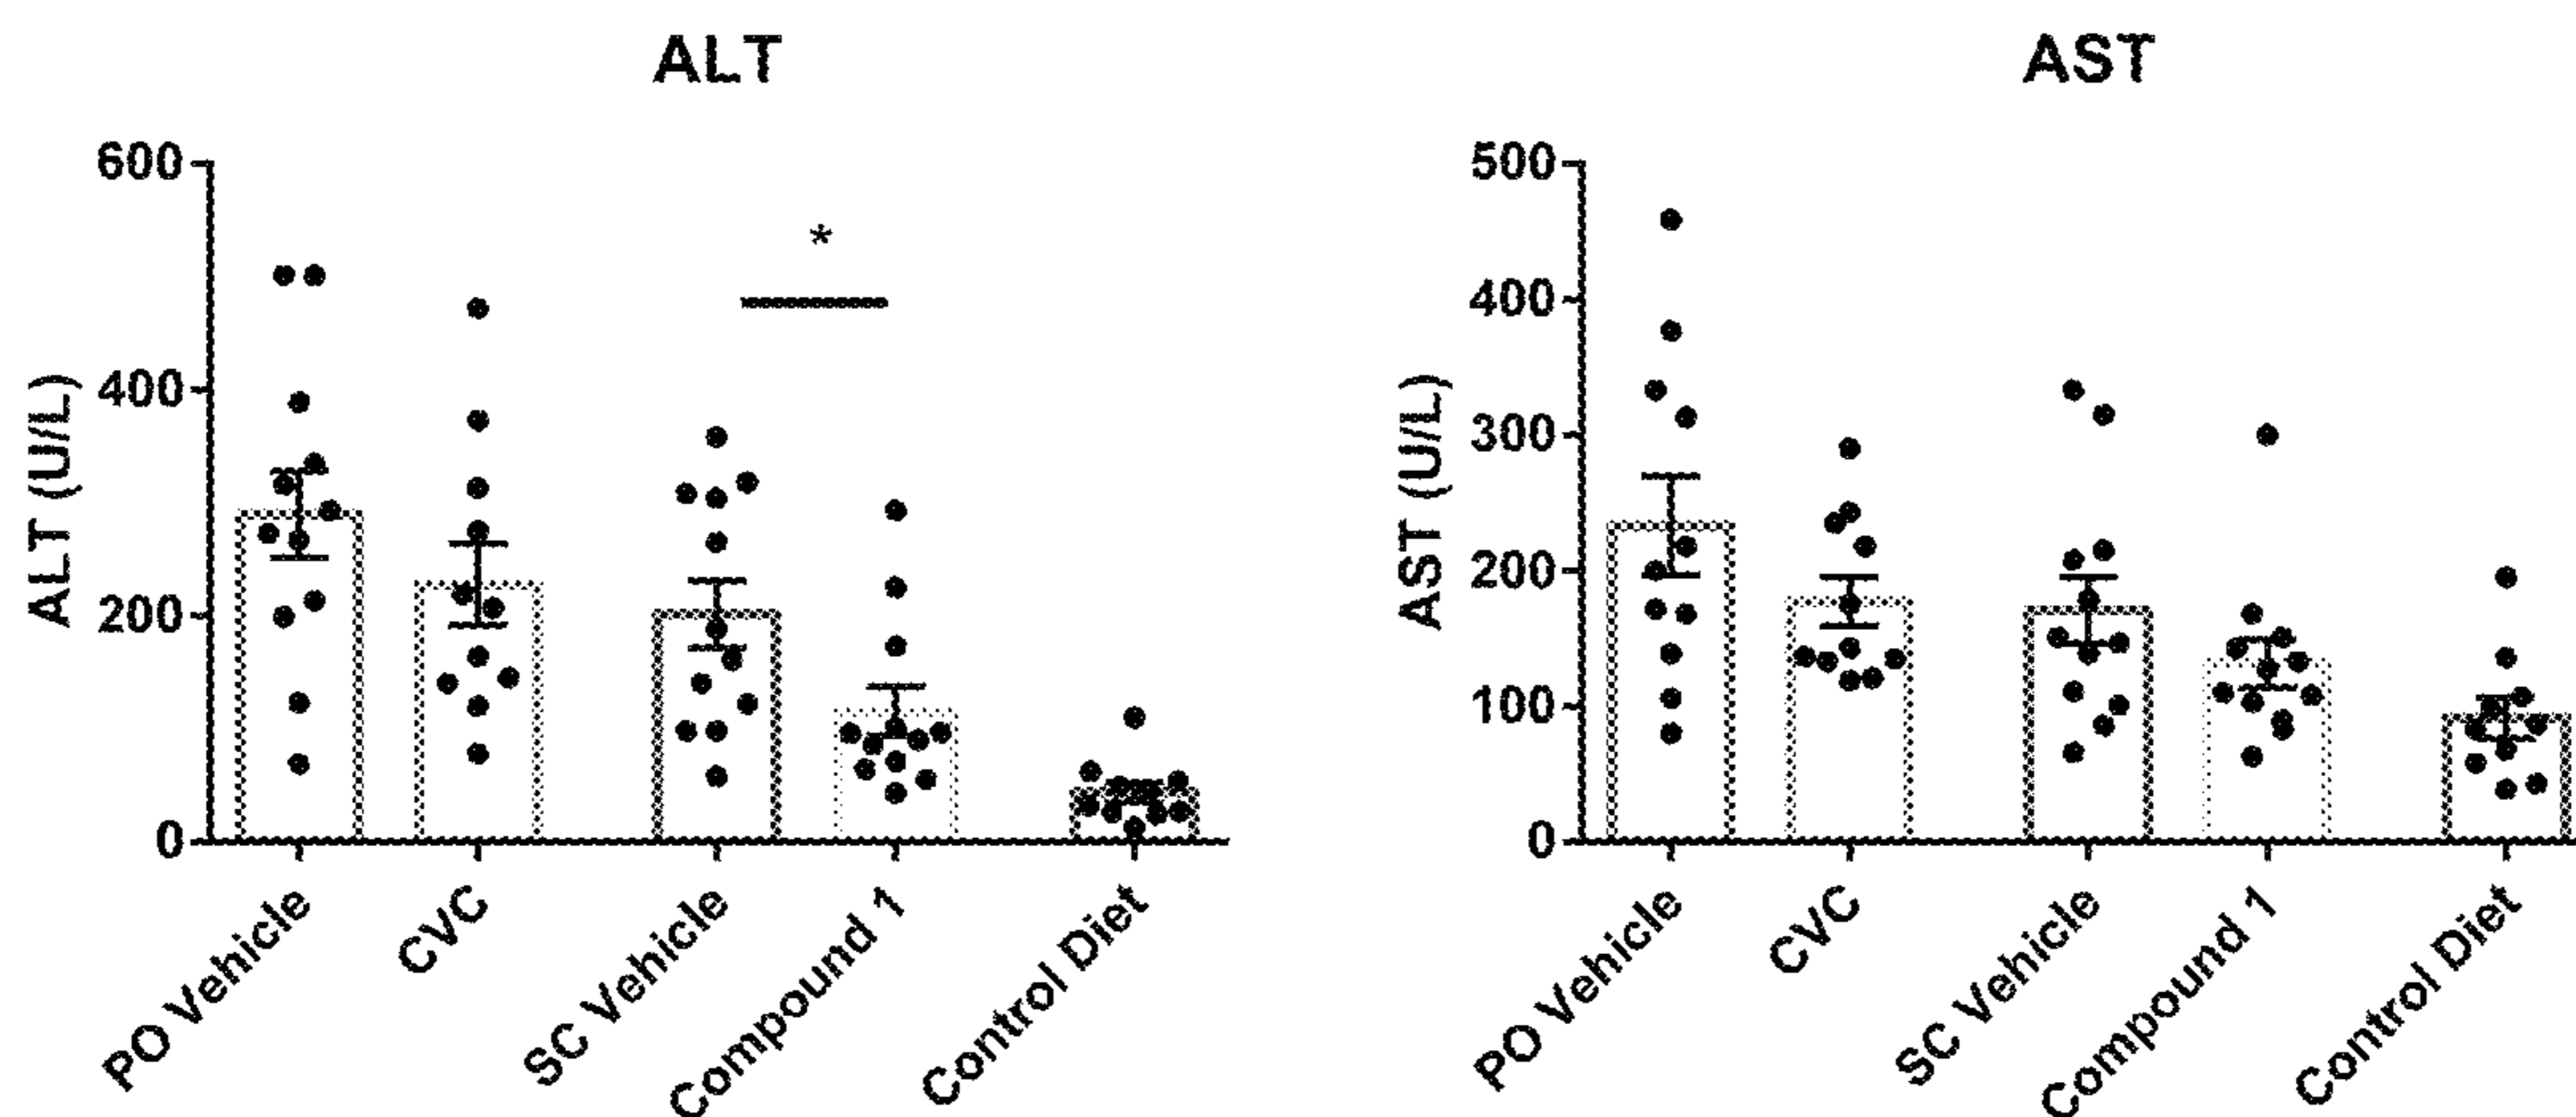 ALT
600
400
200
0
ALT (U/L)
*
PO Vehicle
CVC
SC Vehicle
Compound 1
Control Diet
AST
500
400
300
200
100
0
AST (U/L)
PO Vehicle
CVC
SC Vehicle
Compound 1
Control Diet